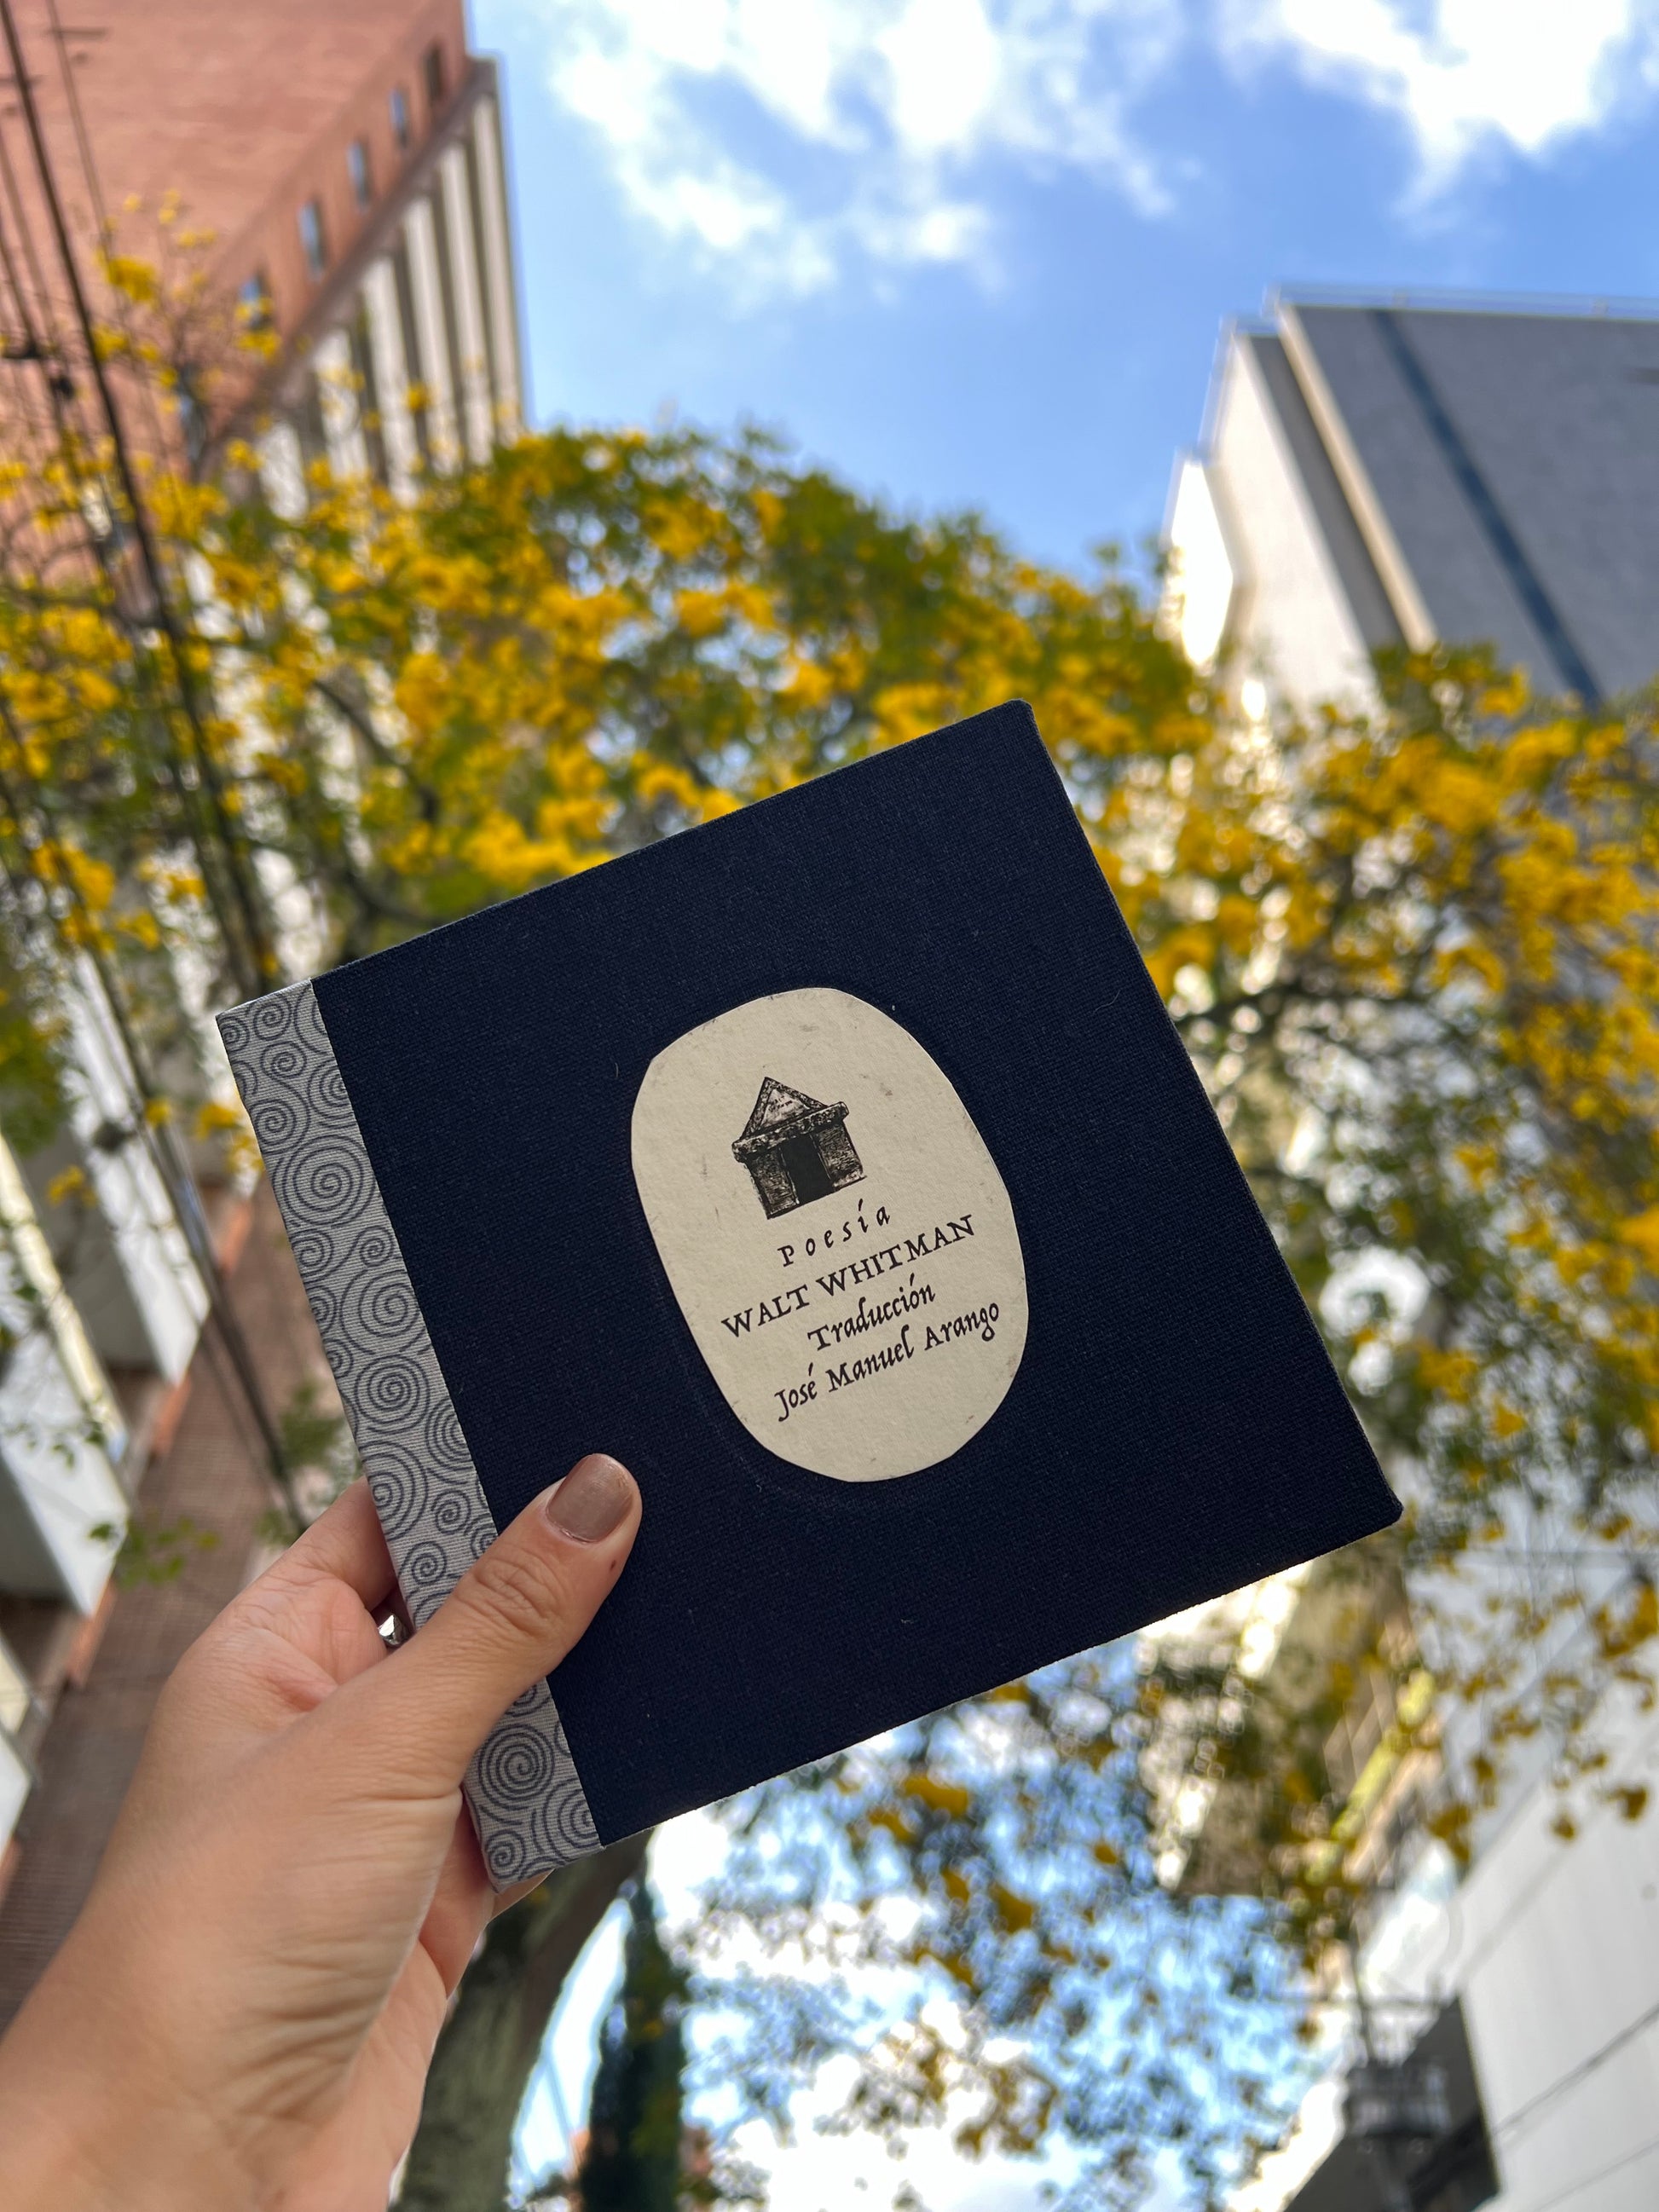 Poesía
WALT WHITMAN
Traducción
José Manuel Arango